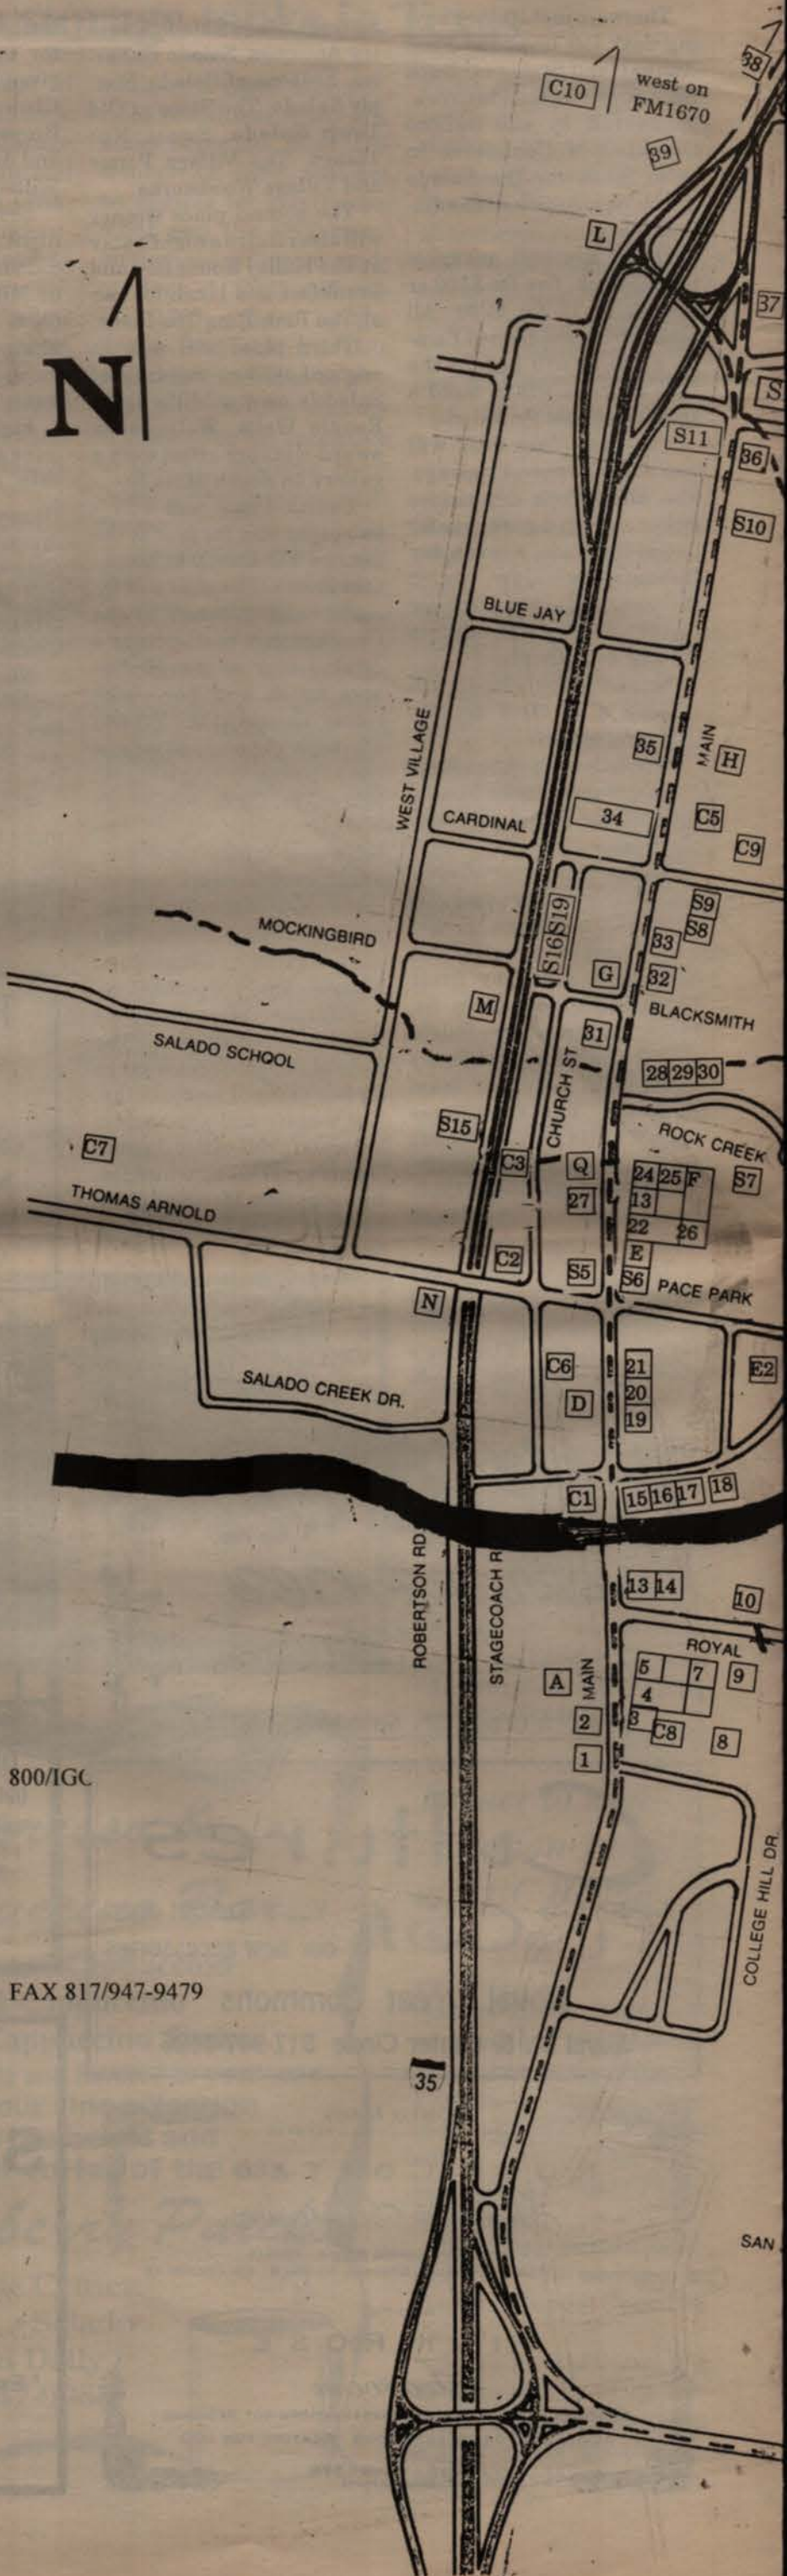 38
C10
west on
FM1670
39
L
37
N
S
S11
36
S10
BLUE JAY
WEST VILLAGE
35
MAIN
H
34
C5
CARDINAL
C9
S16 S19
S9
S8
MOCKINGBIRD
33
G
32
M
BLACKSMITH
31
SALADO SCHOOL
28 29 30
CHURCH ST
S15
ROCK CREEK
C7
C3
Q
24 25 F
S7
27
13
THOMAS ARNOLD
22
26
E
C2
S5
S6
PACE PARK
N
C6
21
E2
SALADO CREEK DR.
D
20
19
C1
15 16 17 18
ROBERTSON RD.
STAGECOACH R
13 14
10
ROYAL
A
MAIN
5
7
9
4
2
3
C8
8
1
800/IG
COLLEGE HILL DR.
FAX 817/947-9479
35
SAN